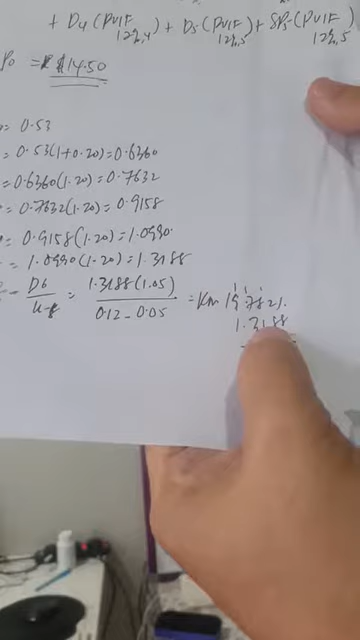 + D4 (PVIF 12%,4) + D5 (PVIF 12%,5) + SP5 (PVIF 12%,5)
P0 = RM14.50
= 0.53
= 0.53(1+0.20) = 0.6360
= 0.6360(1.20) = 0.7632
= 0.7632(1.20) = 0.9158
= 0.9158(1.20) = 1.0990
= 1.0990(1.20) = 1.3188
= D6 / k-g = 1.3188(1.05) / 0.12 - 0.05 = RM 19.7821.
1.3188